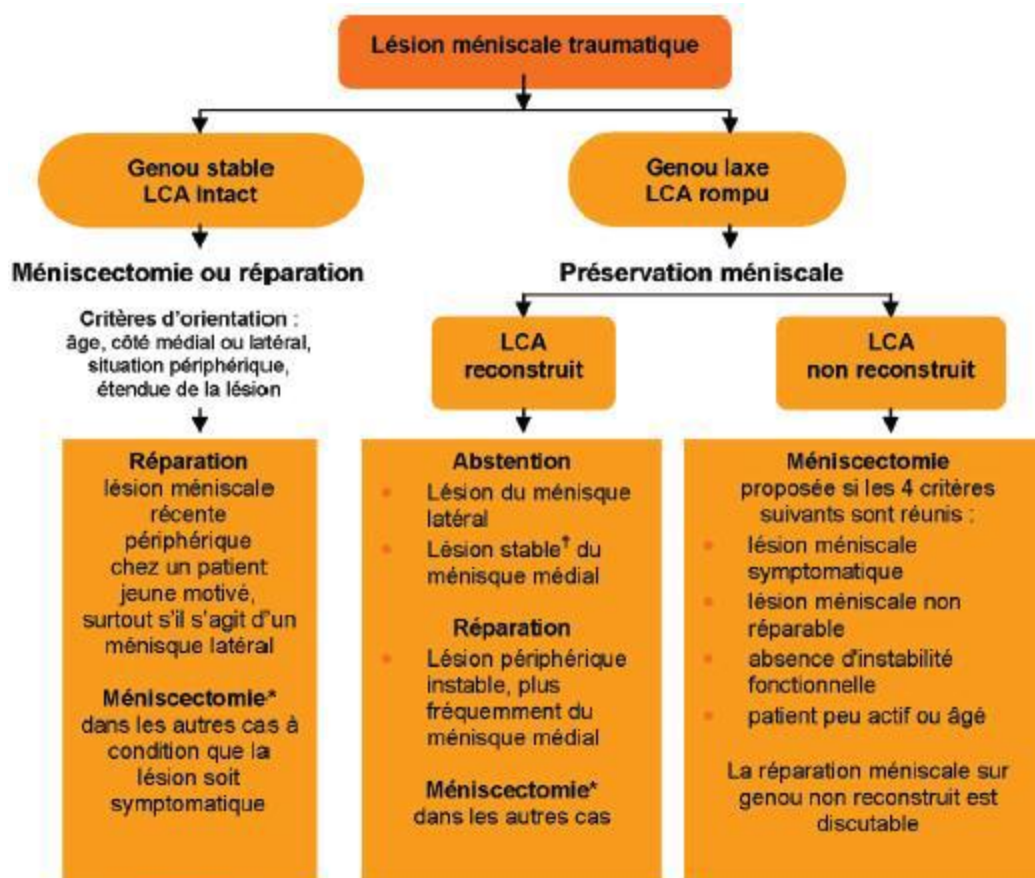 Lésion méniscale traumatique
Genou stable
LCA intact
Genou laxe
LCA rompu
Méniscectomie ou réparation
Critères d'orientation :
âge, côté médial ou latéral,
situation périphérique,
étendue de la lésion
Préservation méniscale
LCA
reconstruit
LCA
non reconstruit
Réparation
lésion méniscale
récente
périphérique
chez un patient
jeune motivé,
surtout s'il s'agit d'un
ménisque latéral
Méniscectomie*
dans les autres cas à
condition que la
lésion soit
symptomatique
Abstention
Lésion du ménisque
latéral
Lésion stable† du
ménisque médial
Réparation
Lésion périphérique
instable, plus
fréquemment du
ménisque médial
Méniscectomie*
dans les autres cas
Méniscectomie
proposée si les 4 critères
suivants sont réunis :
lésion méniscale
symptomatique
lésion méniscale non
réparable
absence d'instabilité
fonctionnelle
patient peu actif ou âgé
La réparation méniscale sur
genou non reconstruit est
discutable